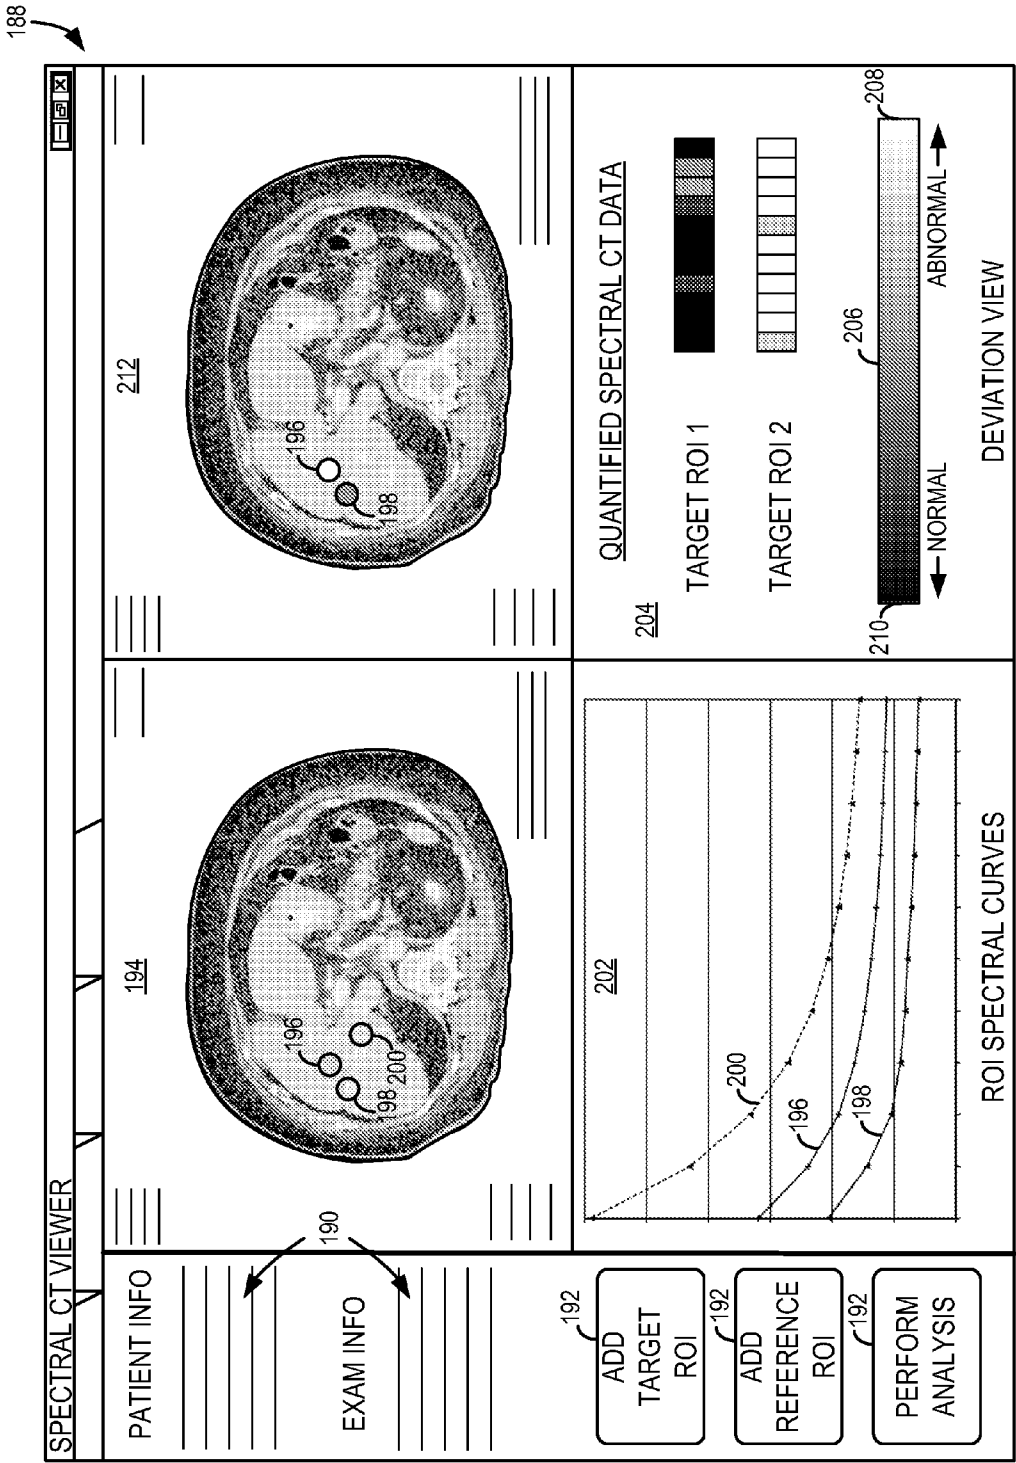 188
SPECTRAL CT VIEWER
PATIENT INFO
190
EXAM INFO
192
ADD
TARGET
ROI
192
ADD
REFERENCE
ROI
192
PERFORM
ANALYSIS
194
196
198
200
212
196
198
202
200
196
198
ROI SPECTRAL CURVES
204
QUANTIFIED SPECTRAL CT DATA
TARGET ROI 1
TARGET ROI 2
206
210
208
NORMAL
ABNORMAL
DEVIATION VIEW